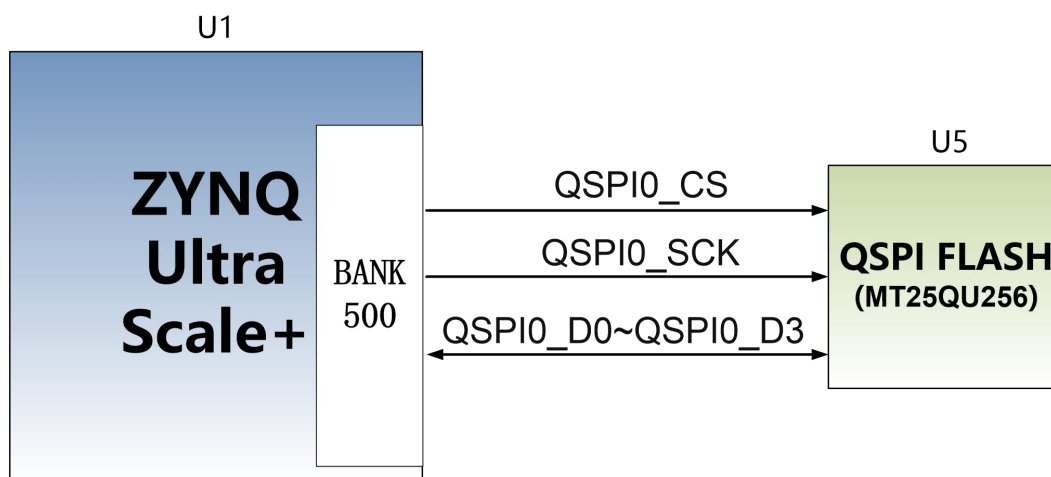 U1
ZYNQ
Ultra
Scale+
BANK
500
QSPI0_CS
QSPI0_SCK
QSPI0_D0~QSPI0_D3
U5
QSPI FLASH
(MT25QU256)